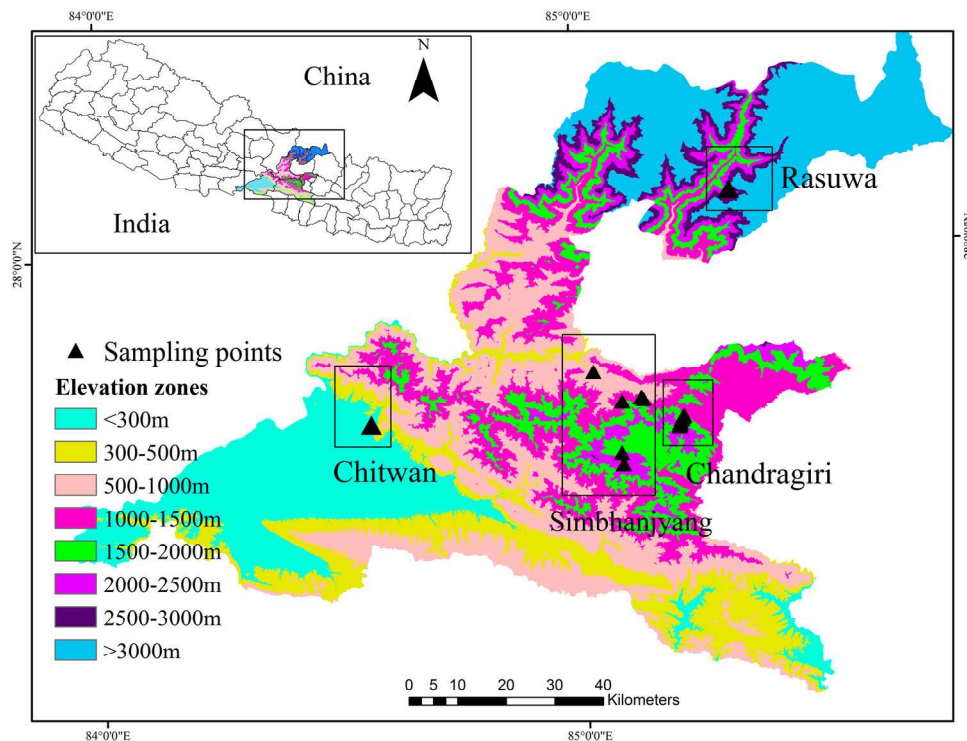 84°0'0"E
85°0'0"E
N
China
India
28°0'0"N
Rasuwa
Sampling points
Elevation zones
<300m
300-500m
500-1000m
1000-1500m
1500-2000m
2000-2500m
2500-3000m
>3000m
Chitwan
Chandragiri
Simbhanjyang
0 5 10 20 30 40
Kilometers
84°0'0"E
85°0'0"E